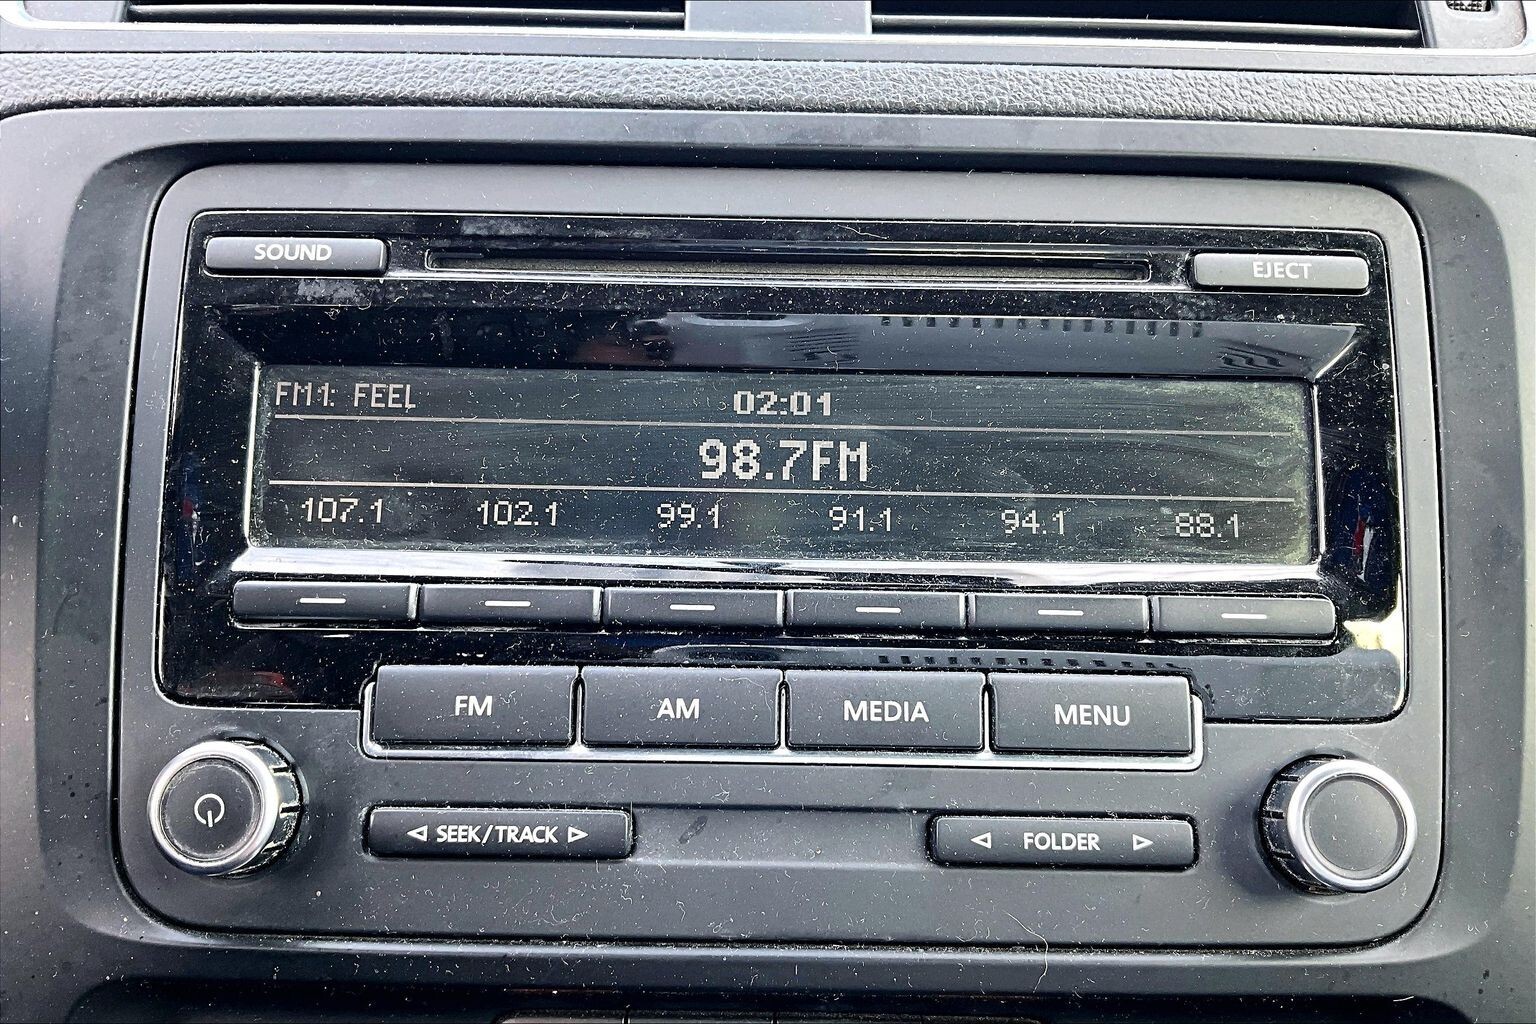 SOUND
EJECT
FM1: FEEL 02:01
98.7FM
107.1 102.1 99.1 91.1 94.1 88.1
FM AM MEDIA MENU
SEEK/TRACK FOLDER